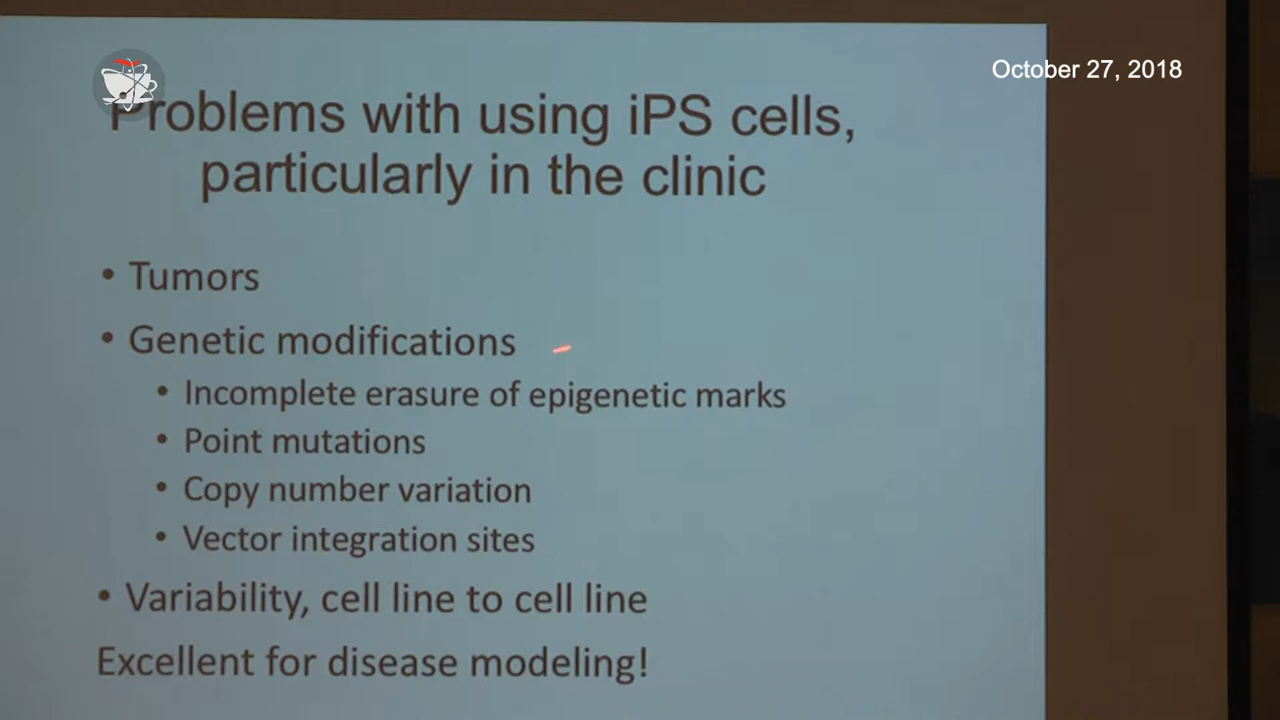 October 27, 2018
Problems with using iPS cells,
particularly in the clinic
• Tumors
• Genetic modifications
• Incomplete erasure of epigenetic marks
• Point mutations
• Copy number variation
• Vector integration sites
• Variability, cell line to cell line
Excellent for disease modeling!